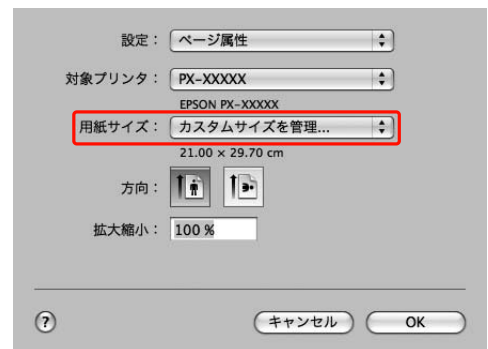 設定： ページ属性
対象プリンタ： PX-XXXXX
EPSON PX-XXXXX
用紙サイズ： カスタムサイズを管理...
21.00 × 29.70 cm
方向：
拡大縮小： 100 %
? キャンセル OK